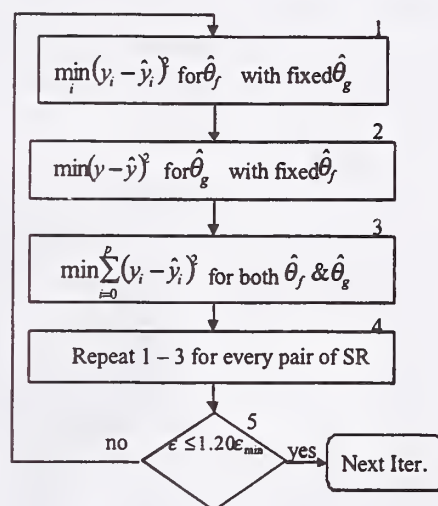 1
min_i (y_i − ŷ_i)² for θ̂_f with fixed θ̂_g
2
min(y − ŷ)² for θ̂_g with fixed θ̂_f
3
min ∑_{i=0}^{p} (y_i − ŷ_i)² for both θ̂_f & θ̂_g
4
Repeat 1 – 3 for every pair of SR
5
no
ε ≤ 1.20ε_min
yes
Next Iter.